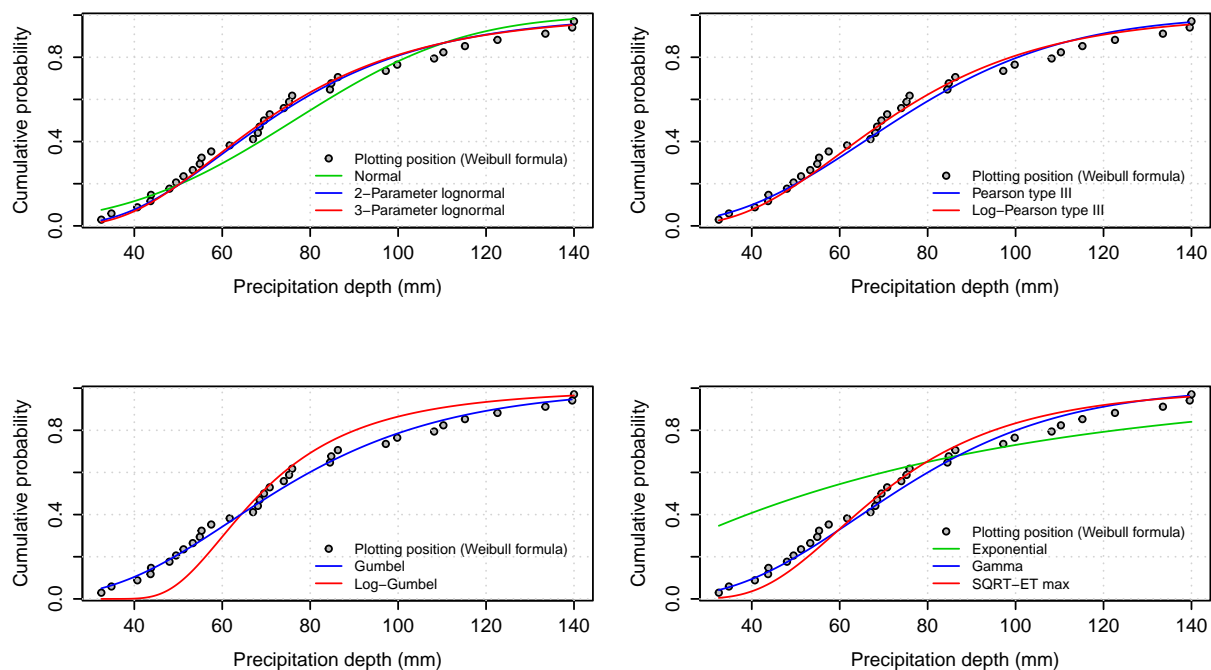 Cumulative probability
0.0
0.4
0.8
Plotting position (Weibull formula)
Normal
2−Parameter lognormal
3−Parameter lognormal
40 60 80 100 120 140
Precipitation depth (mm)
Cumulative probability
0.0
0.4
0.8
Plotting position (Weibull formula)
Pearson type III
Log−Pearson type III
40 60 80 100 120 140
Precipitation depth (mm)
Cumulative probability
0.0
0.4
0.8
Plotting position (Weibull formula)
Gumbel
Log−Gumbel
40 60 80 100 120 140
Precipitation depth (mm)
Cumulative probability
0.0
0.4
0.8
Plotting position (Weibull formula)
Exponential
Gamma
SQRT−ET max
40 60 80 100 120 140
Precipitation depth (mm)